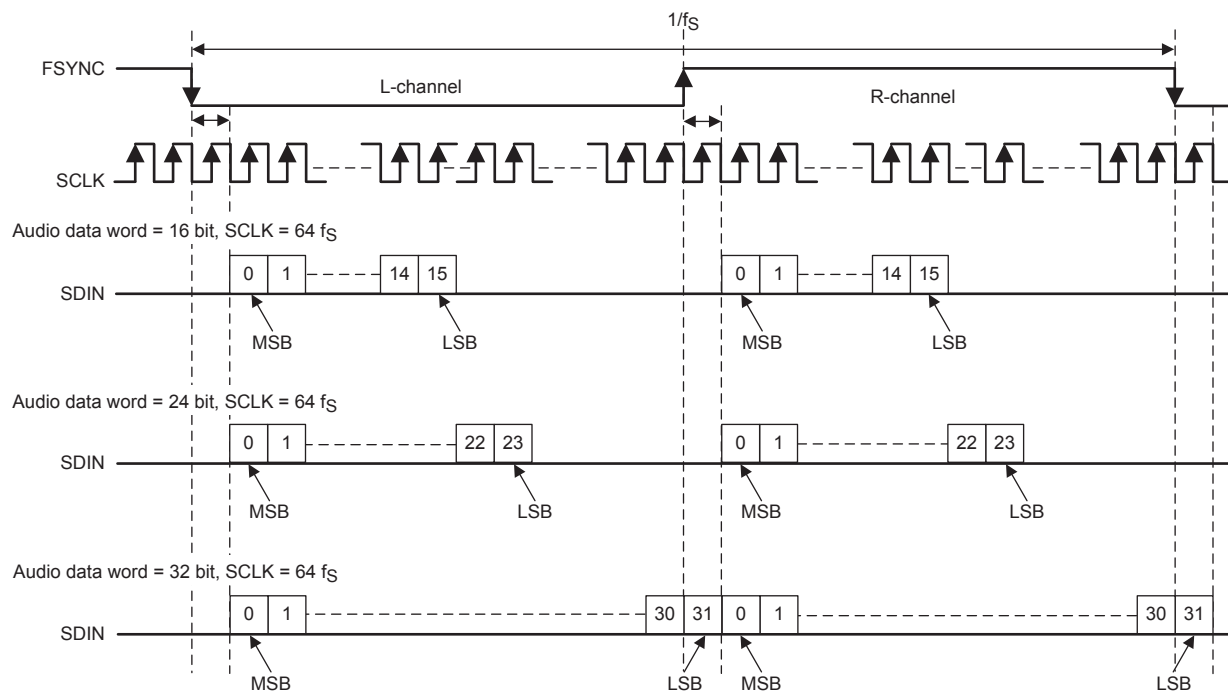 1/fS
FSYNC
L-channel
R-channel
SCLK
Audio data word = 16 bit, SCLK = 64 fS
SDIN
0 1 14 15 0 1 14 15
MSB LSB MSB LSB
Audio data word = 24 bit, SCLK = 64 fS
SDIN
0 1 22 23 0 1 22 23
MSB LSB MSB LSB
Audio data word = 32 bit, SCLK = 64 fS
SDIN
0 1 30 31 0 1 30 31
MSB LSB MSB LSB